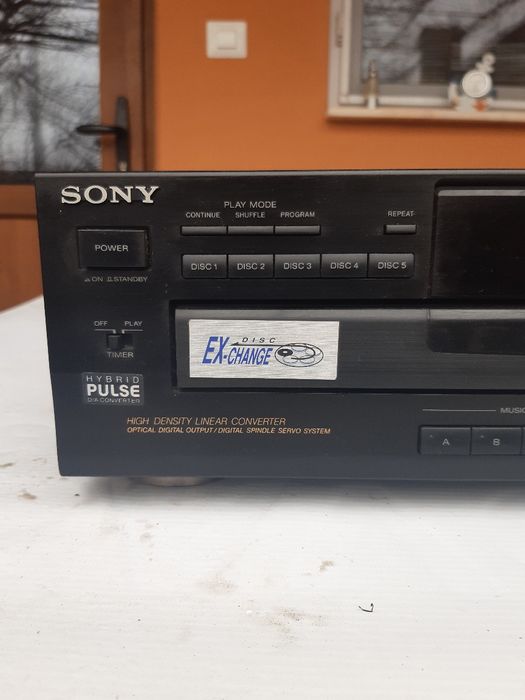 SONY
PLAY MODE
CONTINUE SHUFFLE PROGRAM
REPEAT
POWER
ON STANDBY
DISC 1 DISC 2 DISC 3 DISC 4 DISC 5
OFF PLAY
TIMER
DISC
EX-CHANGE
HYBRID
PULSE
D/A CONVERTER
HIGH DENSITY LINEAR CONVERTER
OPTICAL DIGITAL OUTPUT / DIGITAL SPINDLE SERVO SYSTEM
MUSIC
A B